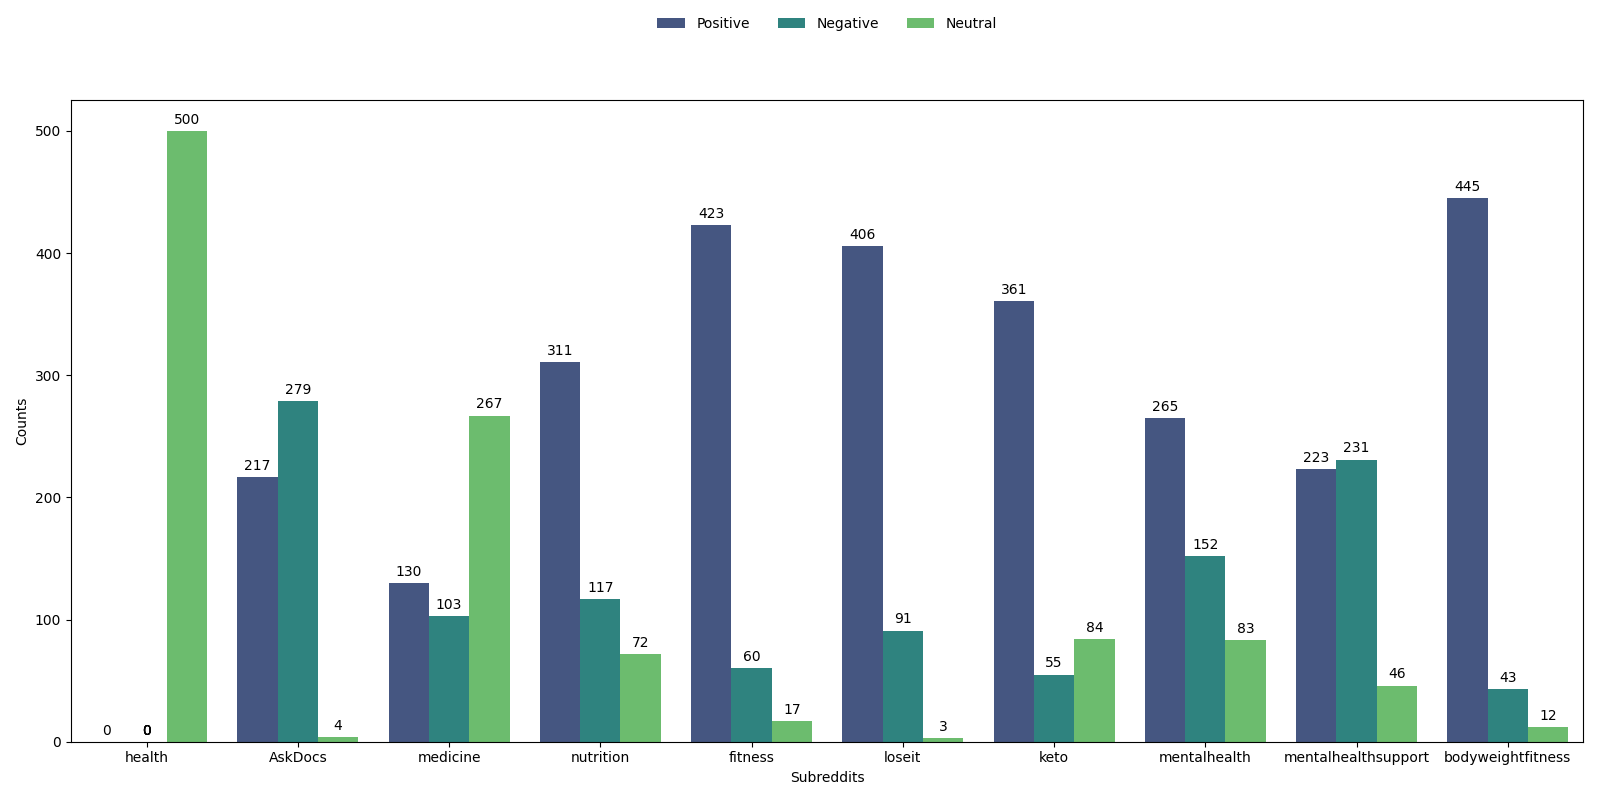 Positive Negative Neutral
500
400
300
200
100
0
Counts
0 0 500
217 279 4
130 103 267
311 117 72
423 60 17
406 91 3
361 55 84
265 152 83
223 231 46
445 43 12
health AskDocs medicine nutrition fitness loseit keto mentalhealth mentalhealthsupport bodyweightfitness
Subreddits